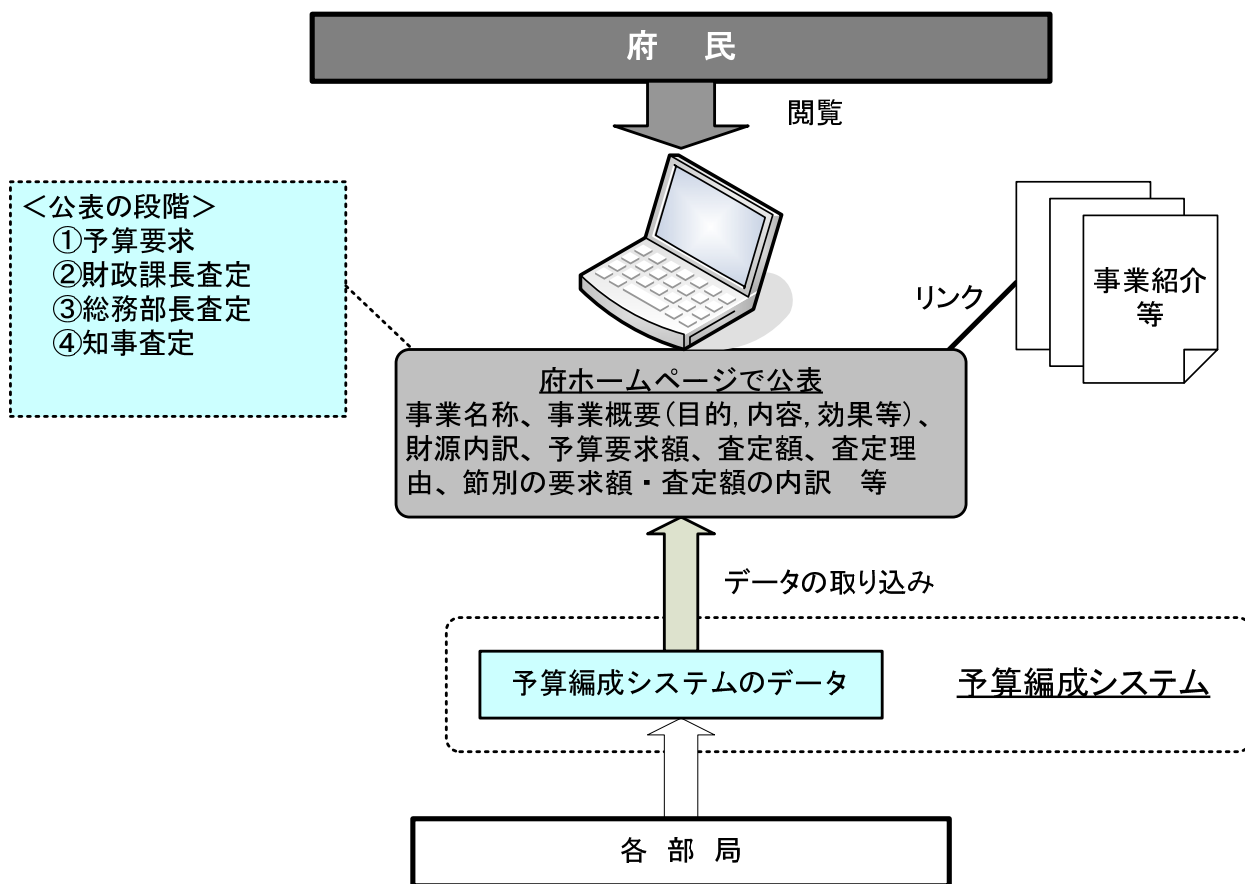 府　民
閲覧
＜公表の段階＞
①予算要求
②財政課長査定
③総務部長査定
④知事査定
リンク
事業紹介
等
府ホームページで公表
事業名称、事業概要（目的,内容,効果等）、
財源内訳、予算要求額、査定額、査定理
由、節別の要求額・査定額の内訳　等
データの取り込み
予算編成システムのデータ
予算編成システム
各 部 局